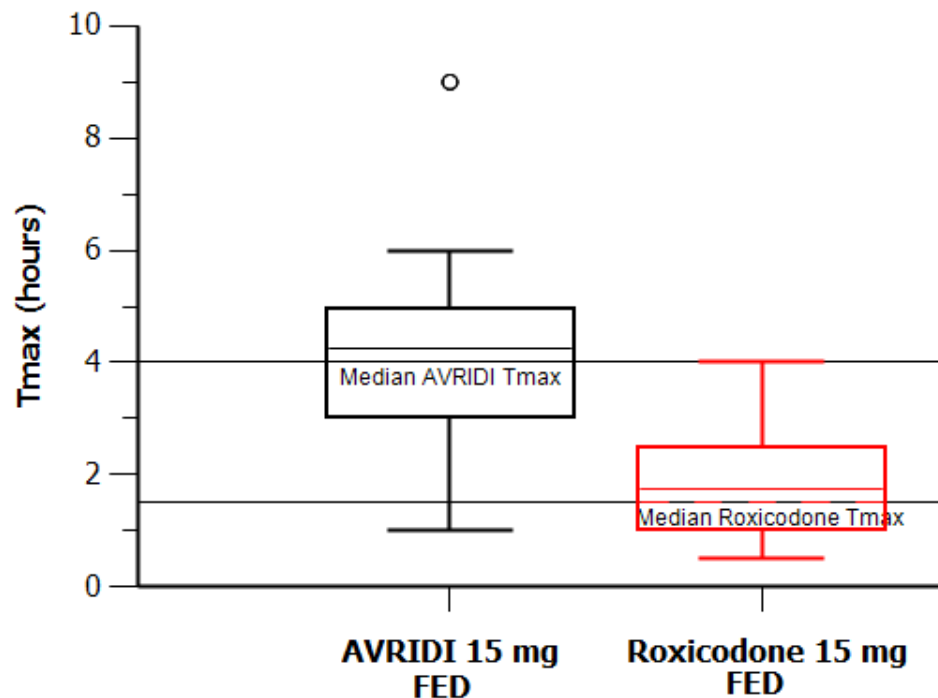 10
8
6
4
2
0
Tmax (hours)
Median AVRIDI Tmax
Median Roxicodone Tmax
AVRIDI 15 mg
FED
Roxicodone 15 mg
FED